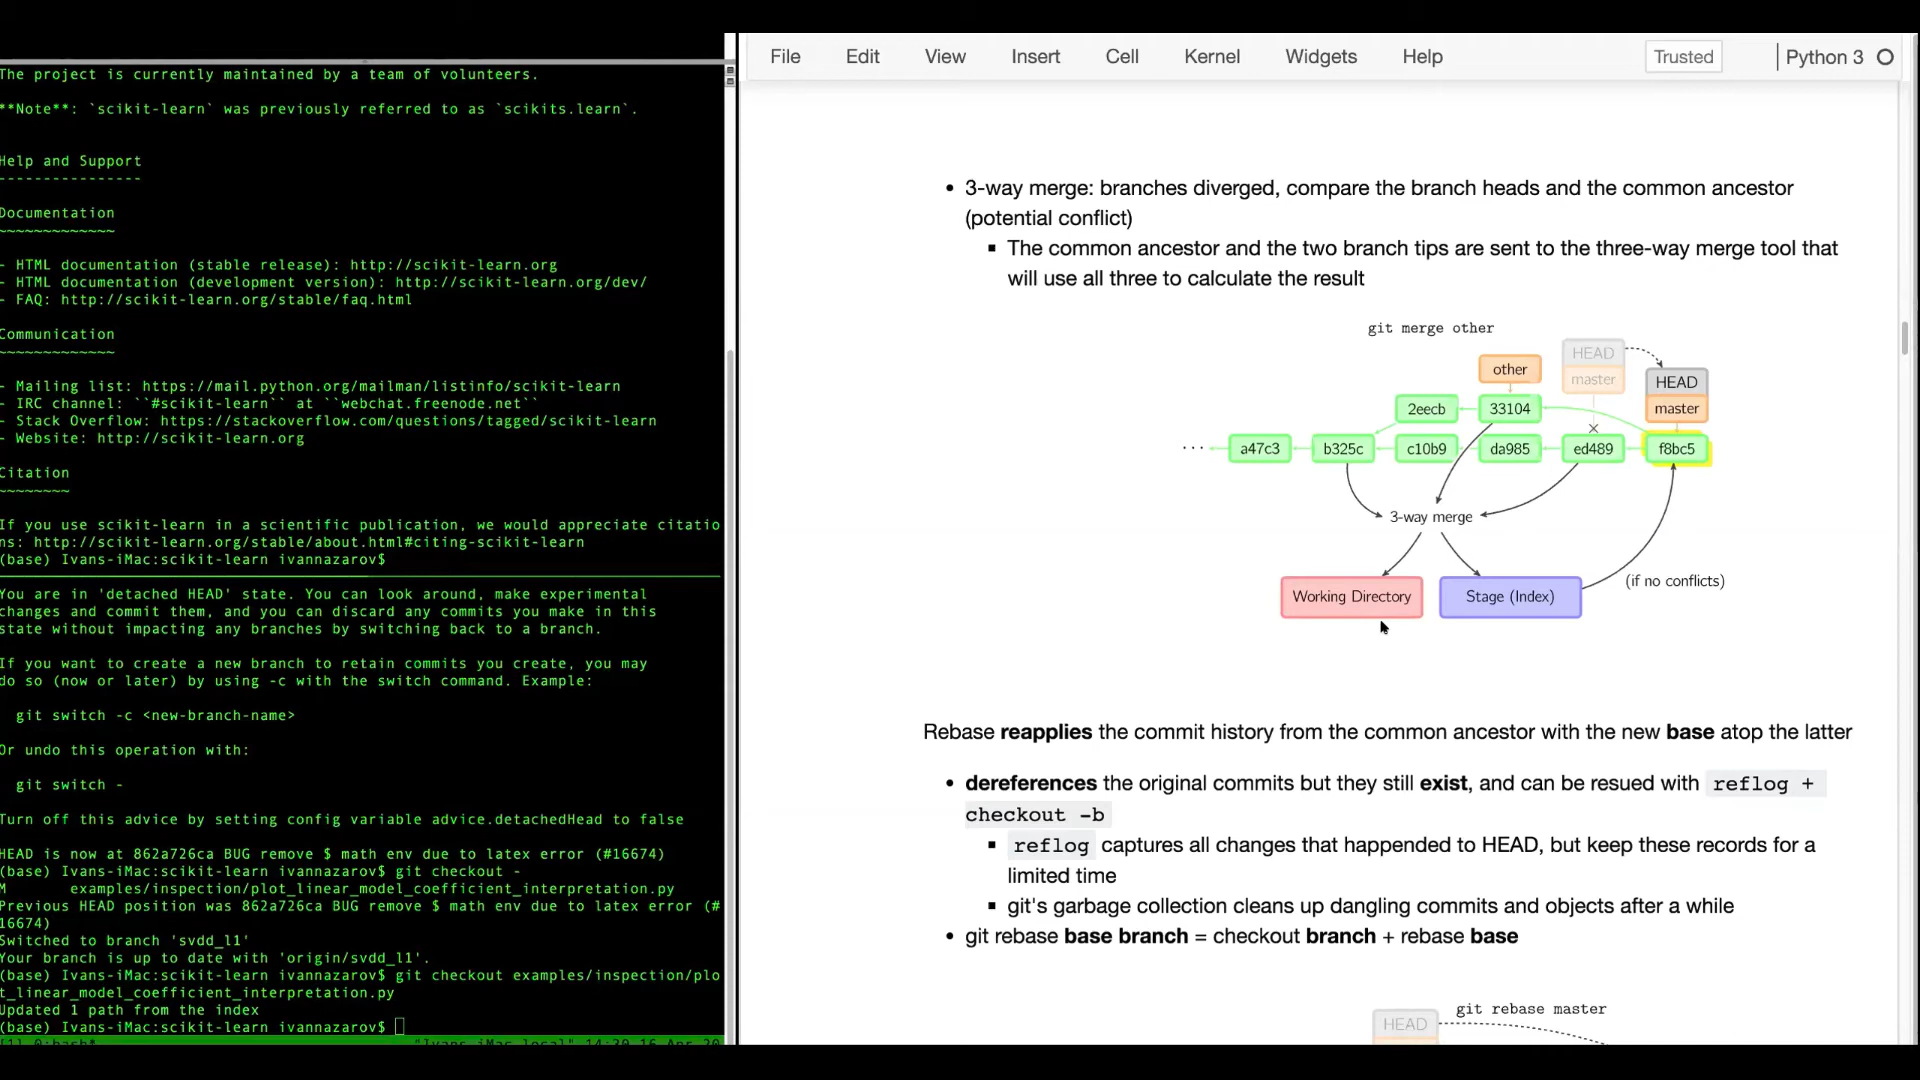 The project is currently maintained by a team of volunteers.
**Note**: `scikit-learn` was previously referred to as `scikits.learn`.
Help and Support
----------------
Documentation
~~~~~~~~~~~~~
- HTML documentation (stable release): http://scikit-learn.org
- HTML documentation (development version): http://scikit-learn.org/dev/
- FAQ: http://scikit-learn.org/stable/faq.html
Communication
~~~~~~~~~~~~~
- Mailing list: https://mail.python.org/mailman/listinfo/scikit-learn
- IRC channel: ``#scikit-learn`` at ``webchat.freenode.net``
- Stack Overflow: https://stackoverflow.com/questions/tagged/scikit-learn
- Website: http://scikit-learn.org
Citation
~~~~~~~~
If you use scikit-learn in a scientific publication, we would appreciate citatio
ns: http://scikit-learn.org/stable/about.html#citing-scikit-learn
(base) Ivans-iMac:scikit-learn ivannazarov$
You are in 'detached HEAD' state. You can look around, make experimental
changes and commit them, and you can discard any commits you make in this
state without impacting any branches by switching back to a branch.
If you want to create a new branch to retain commits you create, you may
do so (now or later) by using -c with the switch command. Example:
git switch -c <new-branch-name>
Or undo this operation with:
git switch -
Turn off this advice by setting config variable advice.detachedHead to false
HEAD is now at 862a726ca BUG remove $ math env due to latex error (#16674)
(base) Ivans-iMac:scikit-learn ivannazarov$ git checkout -
M examples/inspection/plot_linear_model_coefficient_interpretation.py
Previous HEAD position was 862a726ca BUG remove $ math env due to latex error (#
16674)
Switched to branch 'svdd_l1'
Your branch is up to date with 'origin/svdd_l1'.
(base) Ivans-iMac:scikit-learn ivannazarov$ git checkout examples/inspection/plo
t_linear_model_coefficient_interpretation.py
Updated 1 path from the index
(base) Ivans-iMac:scikit-learn ivannazarov$
File Edit View Insert Cell Kernel Widgets Help Trusted Python 3
• 3-way merge: branches diverged, compare the branch heads and the common ancestor
(potential conflict)
▪ The common ancestor and the two branch tips are sent to the three-way merge tool that
will use all three to calculate the result
git merge other
HEAD
other
master
HEAD
2eecb 33104 master
... a47c3 b325c c10b9 da985 ed489 f8bc5
3-way merge
(if no conflicts)
Working Directory Stage (Index)
Rebase reapplies the commit history from the common ancestor with the new base atop the latter
• dereferences the original commits but they still exist, and can be resued with reflog +
checkout -b
▪ reflog captures all changes that happended to HEAD, but keep these records for a
limited time
▪ git's garbage collection cleans up dangling commits and objects after a while
• git rebase base branch = checkout branch + rebase base
git rebase master
HEAD